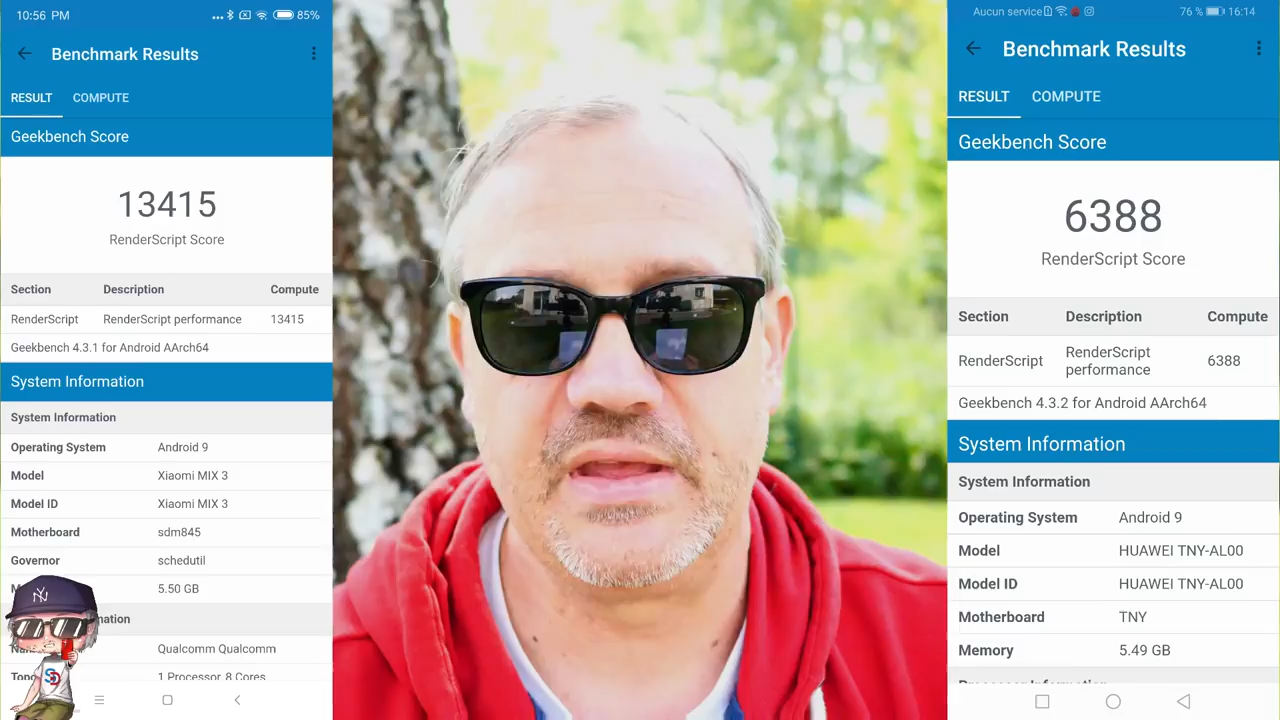 10:56 PM
85%
Benchmark Results
RESULT COMPUTE
Geekbench Score
13415
RenderScript Score
Section Description Compute
RenderScript RenderScript performance 13415
Geekbench 4.3.1 for Android AArch64
System Information
System Information
Operating System Android 9
Model Xiaomi MIX 3
Model ID Xiaomi MIX 3
Motherboard sdm845
Governor schedutil
5.50 GB
mation
Qualcomm Qualcomm
1 Processor, 8 Cores
NY
SD
Aucun service 76 % 16:14
Benchmark Results
RESULT COMPUTE
Geekbench Score
6388
RenderScript Score
Section Description Compute
RenderScript RenderScript performance 6388
Geekbench 4.3.2 for Android AArch64
System Information
System Information
Operating System Android 9
Model HUAWEI TNY-AL00
Model ID HUAWEI TNY-AL00
Motherboard TNY
Memory 5.49 GB